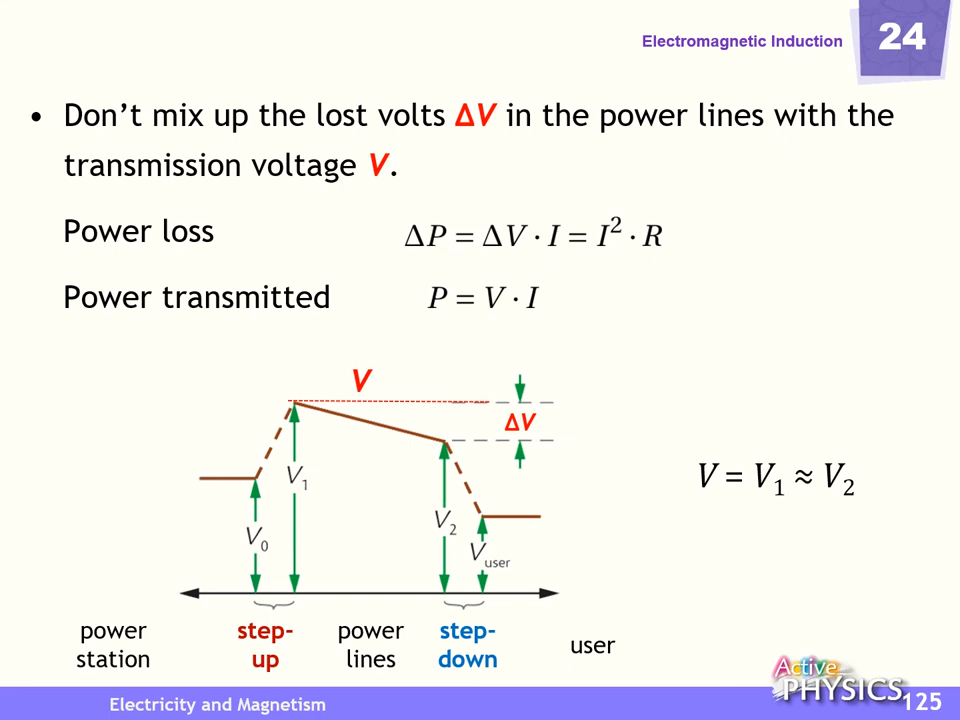 Electromagnetic Induction
24
• Don’t mix up the lost volts ΔV in the power lines with the
transmission voltage V.
Power loss ΔP = ΔV · I = I² · R
Power transmitted P = V · I
V
ΔV
V₁
V = V₁ ≈ V₂
V₀
V₂
Vuser
power
station
step-
up
power
lines
step-
down
user
Active
PHYSICS
Electricity and Magnetism
125